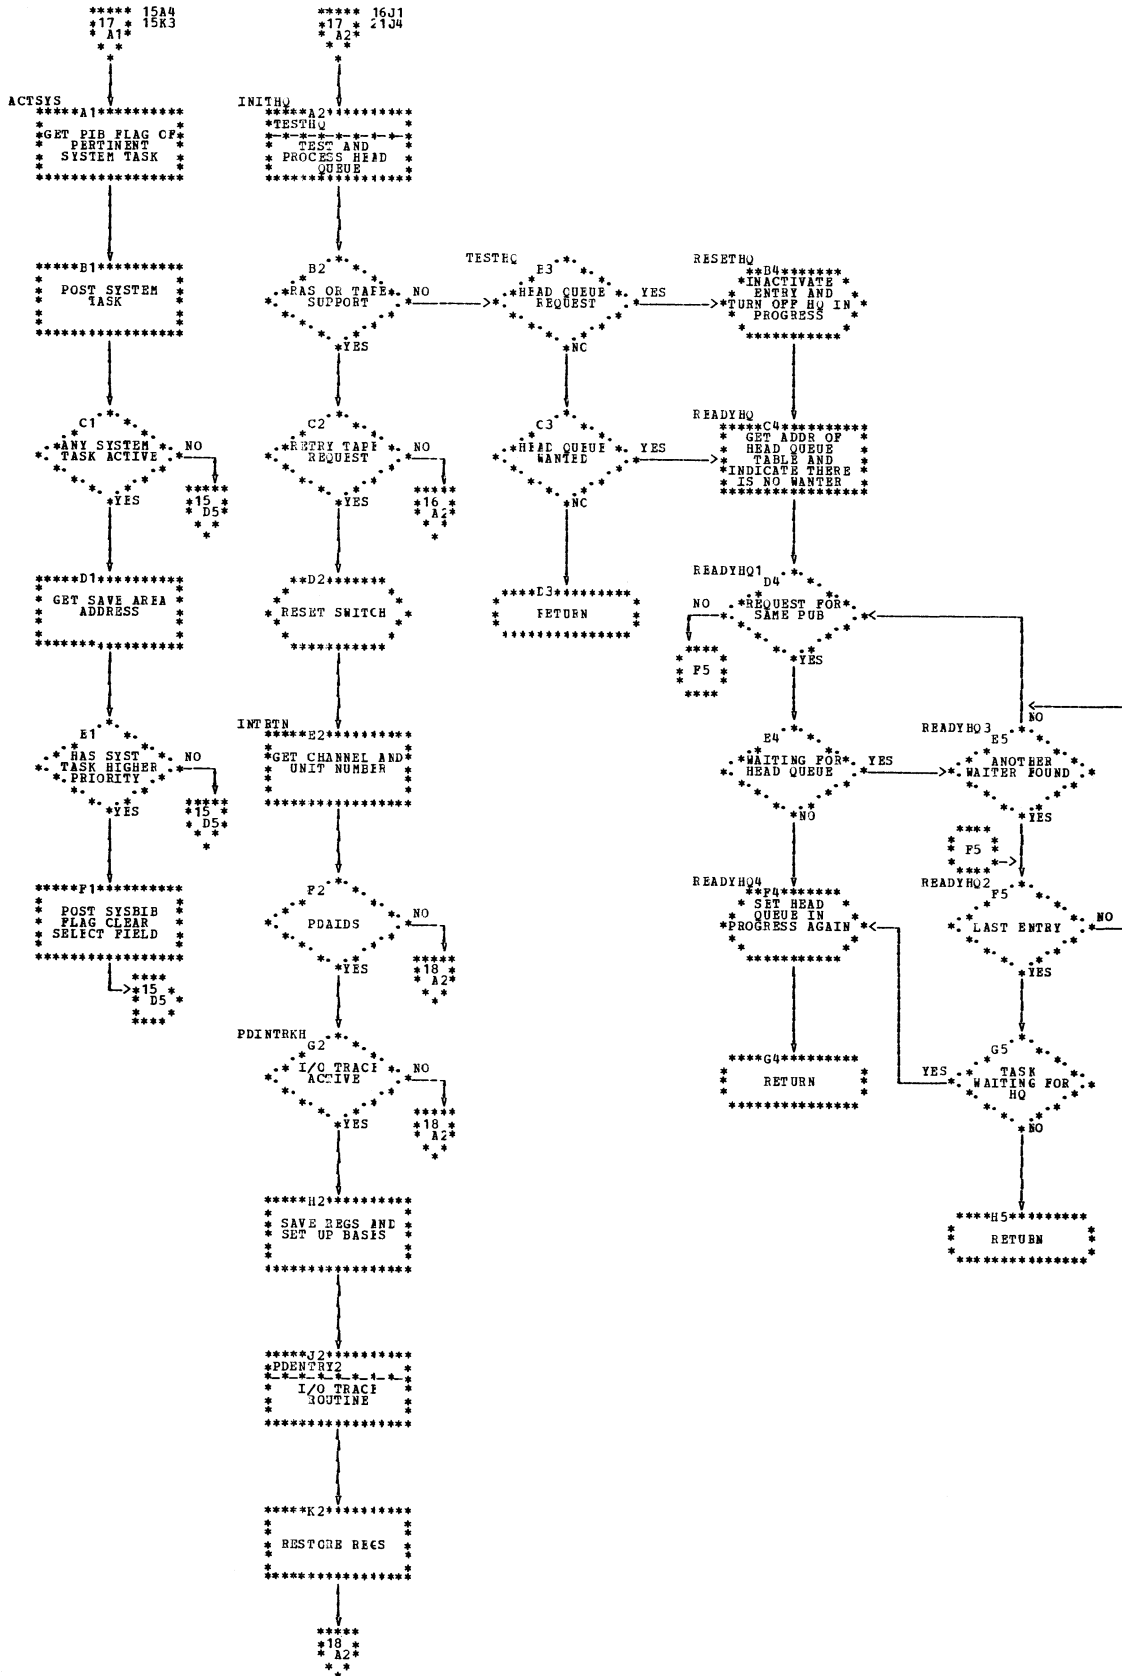 15A4
17 15K3
A1
ACTSYS
A1
GET PIB FLAG OF
PERTINENT
SYSTEM TASK
B1
POST SYSTEM
TASK
C1
ANY SYSTEM
TASK ACTIVE
NO
15
D5
YES
D1
GET SAVE AREA
ADDRESS
E1
HAS SYST
TASK HIGHER
PRIORITY
NO
15
D5
YES
F1
POST SYSBIB
FLAG CLEAR
SELECT FIELD
15
D5
16J1
17 21J4
A2
INITHQ
A2
TESTHQ
TEST AND
PROCESS HEAD
QUEUE
B2
RAS OR TAPE
SUPPORT
NO
YES
C2
RETRY TAPE
REQUEST
NO
16
A2
YES
D2
RESET SWITCH
INTRTN
E2
GET CHANNEL AND
UNIT NUMBER
F2
PDAIDS
NO
18
A2
YES
PDINTRKH
G2
I/O TRACE
ACTIVE
NO
18
A2
YES
H2
SAVE REGS AND
SET UP BASES
J2
PDENTRY2
I/O TRACE
ROUTINE
K2
RESTORE REGS
18
A2
TESTHQ
B3
HEAD QUEUE
REQUEST
YES
NO
C3
HEAD QUEUE
WANTED
YES
NO
D3
RETURN
RESETHQ
B4
INACTIVATE
ENTRY AND
TURN OFF HQ IN
PROGRESS
READYHQ
C4
GET ADDR OF
HEAD QUEUE
TABLE AND
INDICATE THERE
IS NO WANTER
READYHQ1
D4
REQUEST FOR
SAME PUB
NO
F5
YES
E4
WAITING FOR
HEAD QUEUE
YES
NO
READYHQ4
F4
SET HEAD
QUEUE IN
PROGRESS AGAIN
G4
RETURN
NO
READYHQ3
E5
ANOTHER
WAITER FOUND
YES
F5
READYHQ2
F5
LAST ENTRY
NO
YES
G5
TASK
WAITING FOR
HQ
YES
NO
H5
RETURN